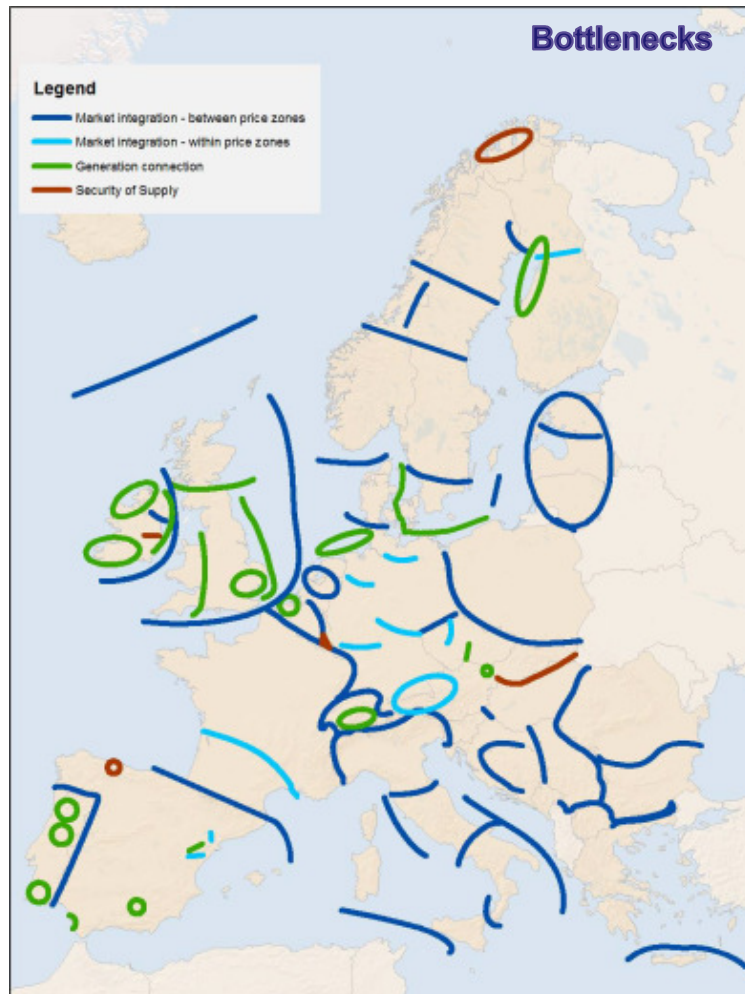 Bottlenecks
Legend
Market integration - between price zones
Market integration - within price zones
Generation connection
Security of Supply